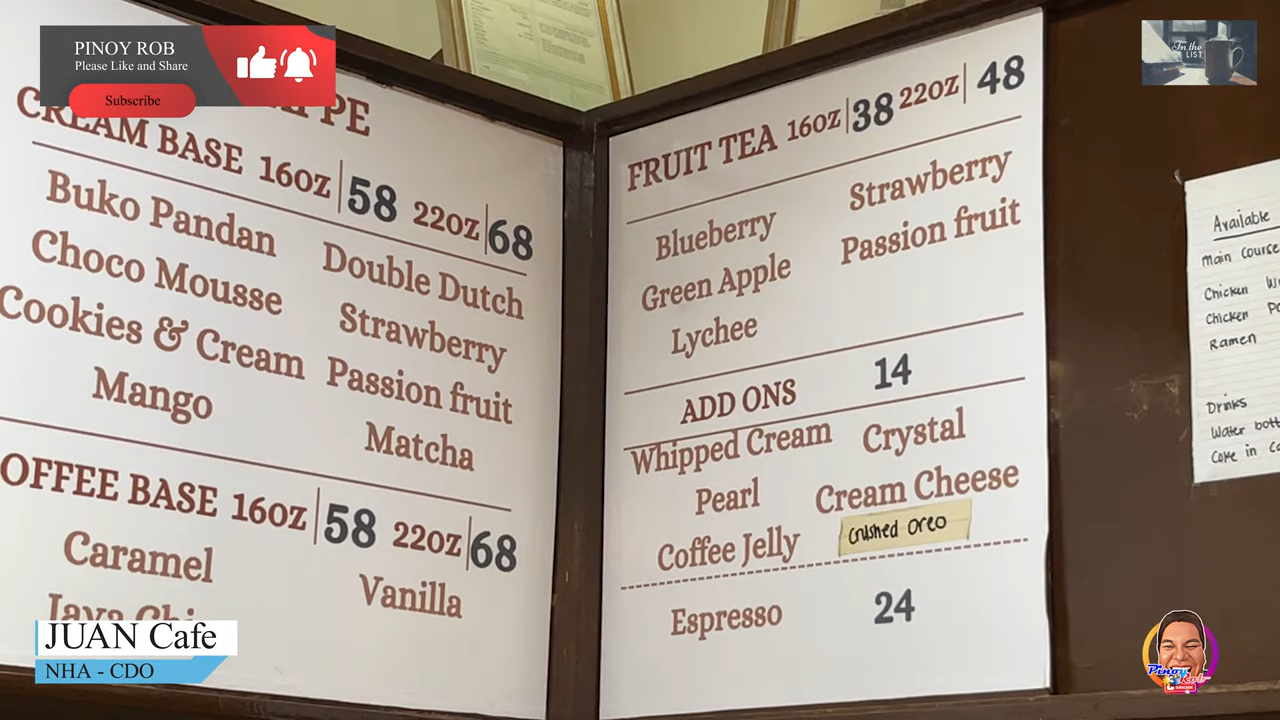 PINOY ROB
Please Like and Share
Subscribe
In the
LIST
PPE
CREAM BASE 16OZ 58 22OZ 68
Buko Pandan
Choco Mousse
Cookies & Cream
Mango
Double Dutch
Strawberry
Passion fruit
Matcha
OFFEE BASE 16OZ 58 22OZ 68
Caramel
Vanilla
FRUIT TEA 16OZ 38 22OZ 48
Blueberry
Green Apple
Lychee
Strawberry
Passion fruit
ADD ONS 14
Whipped Cream
Pearl
Coffee Jelly
Crystal
Cream Cheese
Crushed Oreo
Espresso 24
Available
Main Course
Chicken
Chicken
Ramen
Drinks
Water
Coke in
JUAN Cafe
NHA - CDO
Pinoy
Rob
SUBSCRIBE